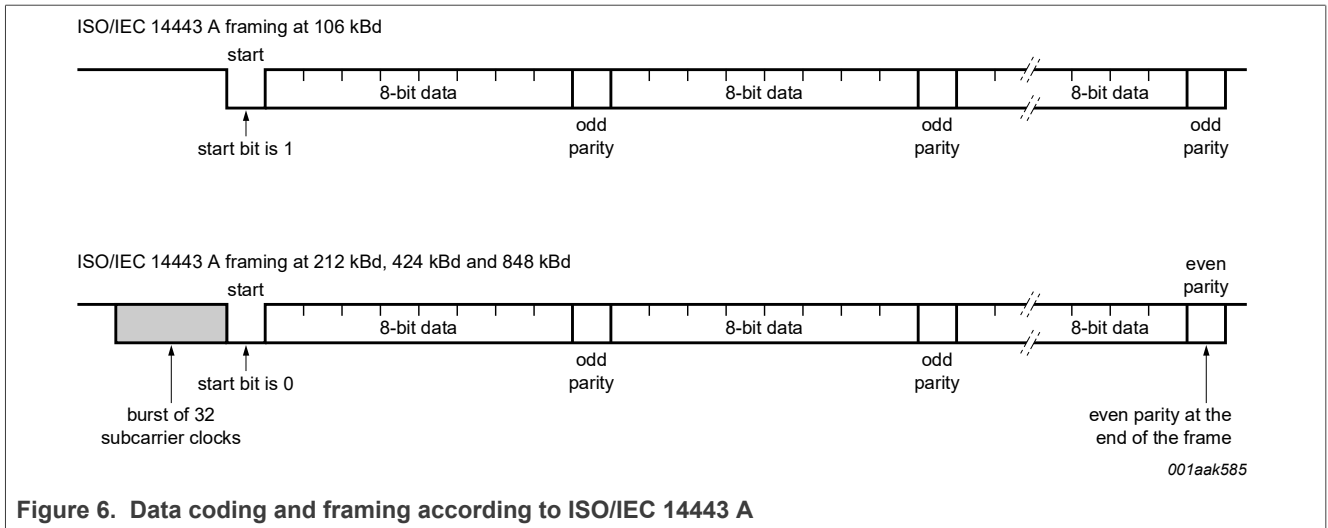 ISO/IEC 14443 A framing at 106 kBd
start
8-bit data
8-bit data
8-bit data
odd
parity
odd
parity
odd
parity
start bit is 1
ISO/IEC 14443 A framing at 212 kBd, 424 kBd and 848 kBd
even
parity
start
8-bit data
8-bit data
8-bit data
odd
parity
odd
parity
start bit is 0
burst of 32
subcarrier clocks
even parity at the
end of the frame
001aak585
Figure 6. Data coding and framing according to ISO/IEC 14443 A